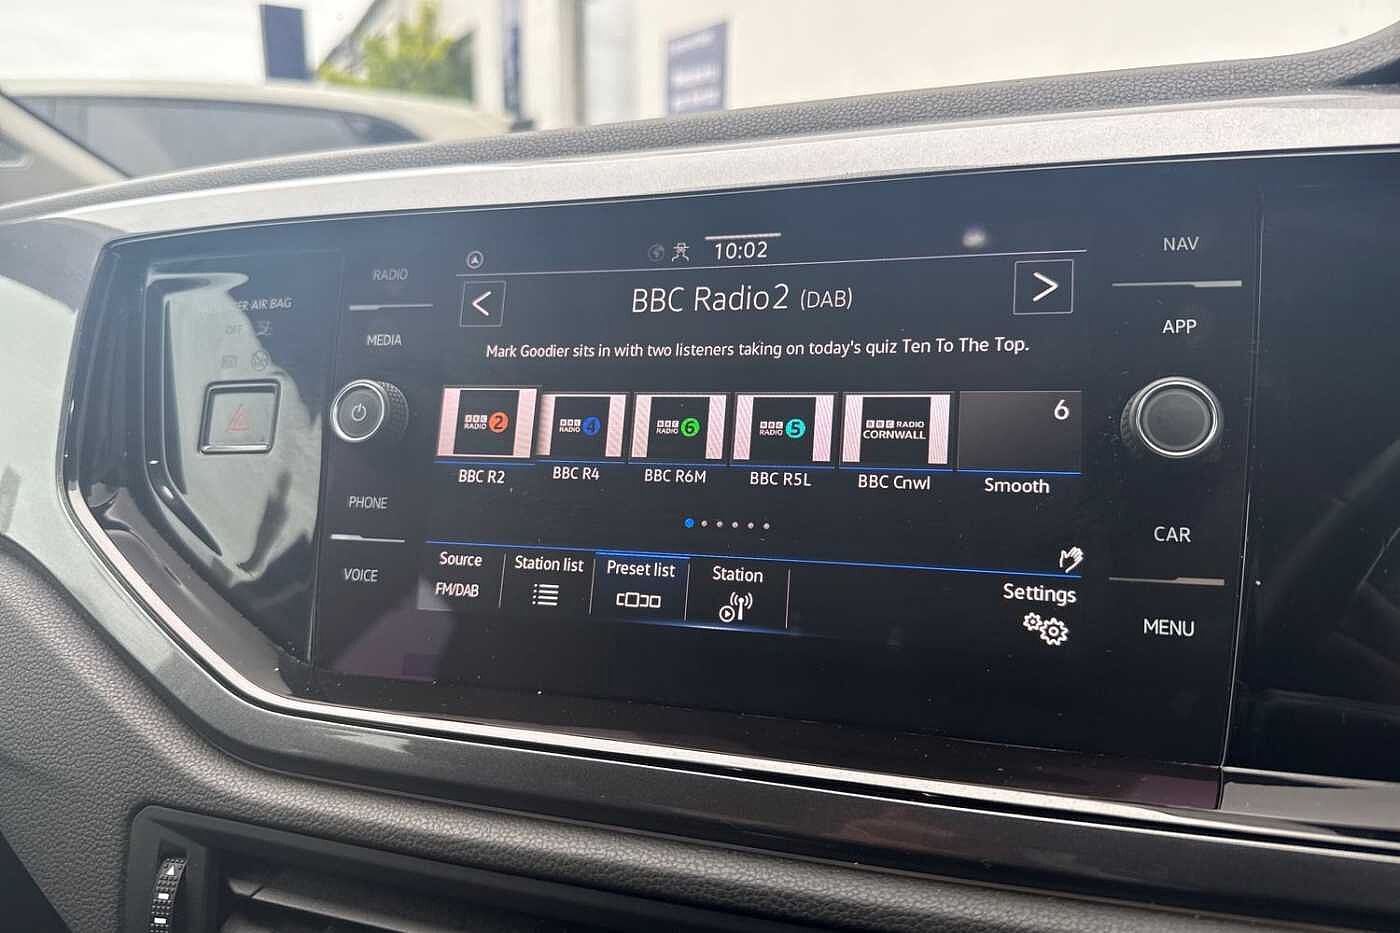 RADIO
MEDIA
PHONE
VOICE
ER AIR BAG
OFF
10:02
BBC Radio2 (DAB)
Mark Goodier sits in with two listeners taking on today's quiz Ten To The Top.
BBC RADIO 2
BBC RADIO 4
BBC RADIO 6
BBC RADIO 5
BBC RADIO CORNWALL
6
BBC R2
BBC R4
BBC R6M
BBC R5L
BBC Cnwl
Smooth
Source
FM/DAB
Station list
Preset list
Station
Settings
NAV
APP
CAR
MENU